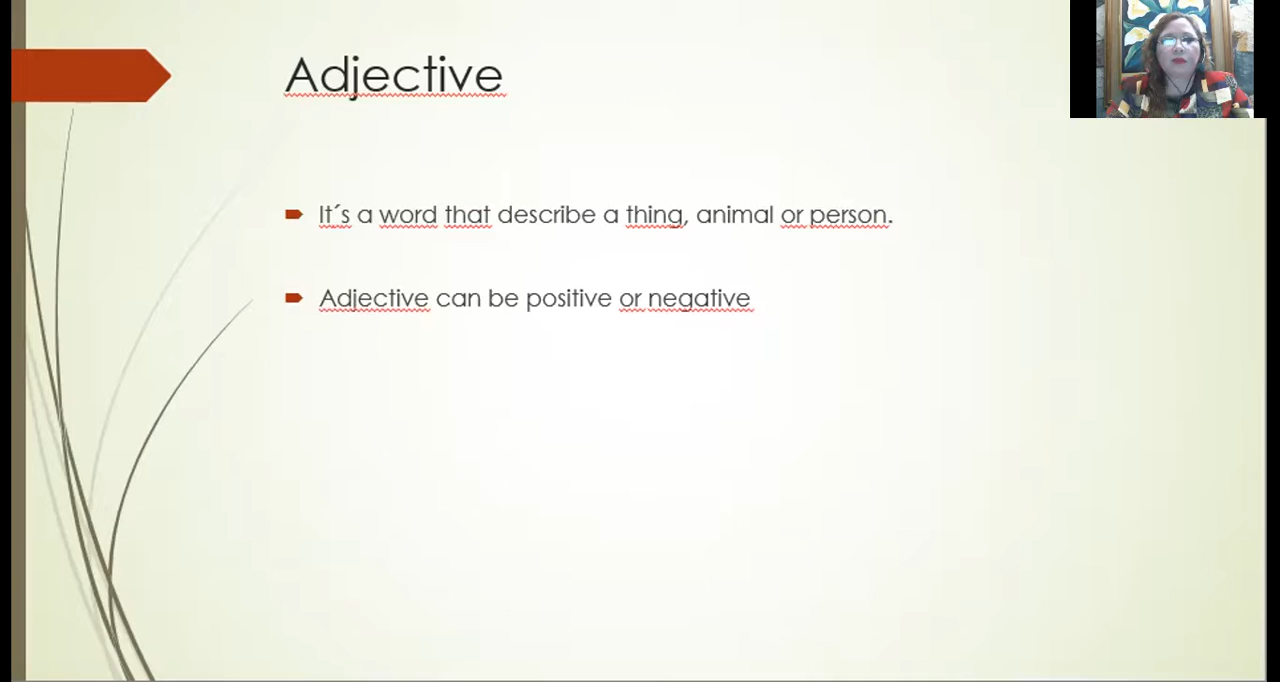 Adjective
It´s a word that describe a thing, animal or person.
Adjective can be positive or negative